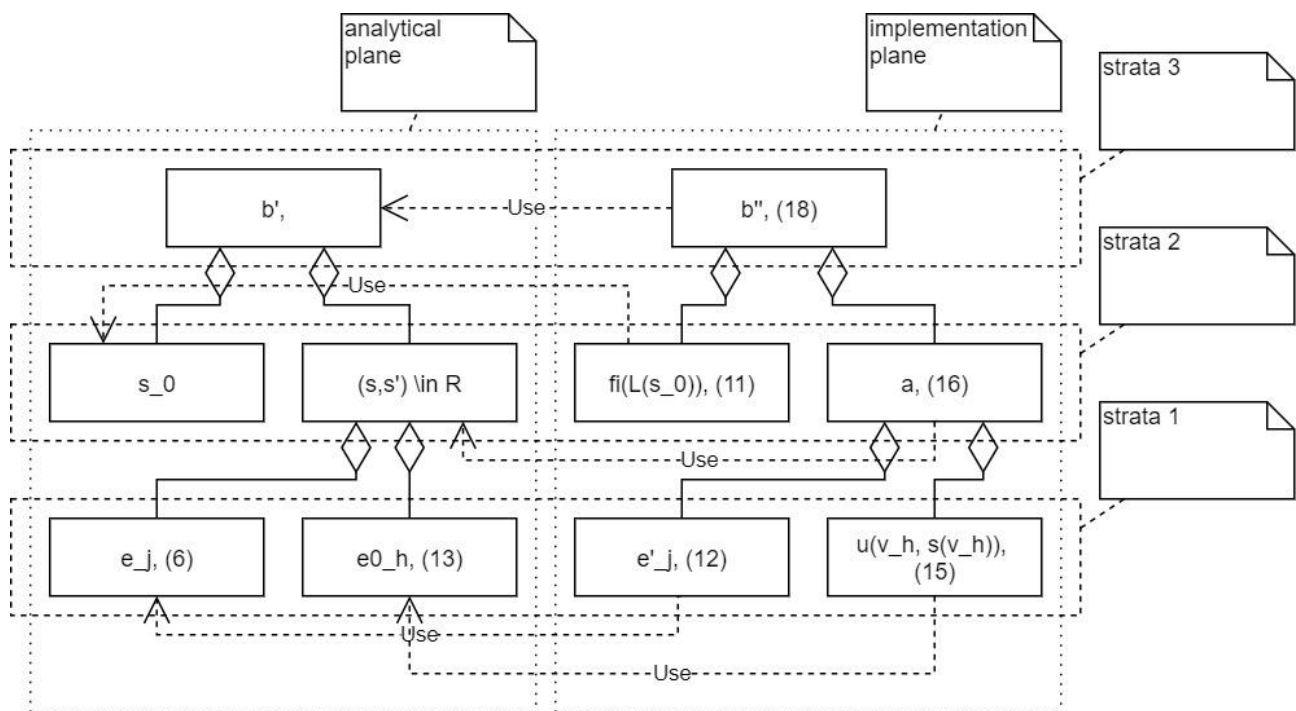 analytical
plane
implementation
plane
strata 3
b',
Use
b'', (18)
strata 2
Use
s_0
(s,s') \in R
fi(L(s_0)), (11)
a, (16)
strata 1
Use
e_j, (6)
e0_h, (13)
e'_j, (12)
u(v_h, s(v_h)),
(15)
Use
Use